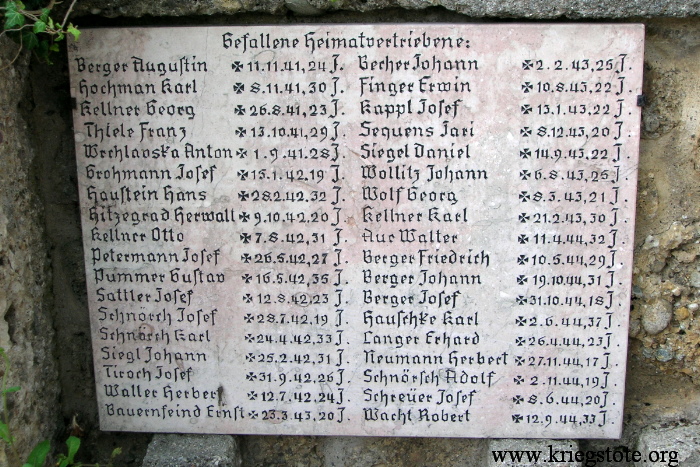 Gefallene Heimatvertriebene:
Berger Augustin ✠ 11.11.41, 24 J.
Hochman Karl ✠ 8.11.41, 30 J.
Kellner Georg ✠ 26.8.41, 23 J.
Thiele Franz ✠ 13.10.41, 29 J.
Wrchlavska Anton ✠ 1.9.41. 28 J.
Grohmann Josef ✠ 15.1.42, 19 J.
Haustein Hans ✠ 28.2.42, 32 J.
Hitzegrad Herwall ✠ 9.10.42, 20 J.
Kellner Otto ✠ 7.8.42, 31 J.
Petermann Josef ✠ 26.5.42, 27 J.
Pummer Gustav ✠ 16.5.42, 35 J.
Sattler Josef ✠ 12.8.42, 23 J.
Schnörch Josef ✠ 28.7.42, 19 J.
Schnörch Karl ✠ 24.4.42, 33 J.
Siegl Johann ✠ 25.2.42, 31 J.
Tiroch Josef ✠ 31.9.42, 26 J.
Waller Herbert ✠ 12.7.42, 24 J.
Bauernfeind Ernst ✠ 23.3.43, 20 J.
Becher Johann ✠ 2.2.43, 25 J.
Finger Erwin ✠ 10.8.43, 22 J.
Kappl Josef ✠ 13.1.43, 22 J.
Sequens Jari ✠ 8.12.43, 20 J.
Siegel Daniel ✠ 14.9.43, 22 J.
Wollitz Johann ✠ 6.8.43, 25 J.
Wolf Georg ✠ 8.3.43, 21 J.
Kellner Karl ✠ 21.2.43, 30 J.
Aue Walter ✠ 11.4.44, 32 J.
Berger Friedrich ✠ 10.5.44, 29 J.
Berger Johann ✠ 19.10.44, 31 J.
Berger Josef ✠ 31.10.44, 18 J.
Hauschke Karl ✠ 2.6.44, 37 J.
Langer Erhard ✠ 26.4.44, 23 J.
Neumann Herbert ✠ 27.11.44, 17 J.
Schnörsch Adolf ✠ 2.11.44, 19 J.
Schreüer Josef ✠ 8.6.44, 20 J.
Wacht Robert ✠ 12.9.44, 33 J.
www.kriegstote.org